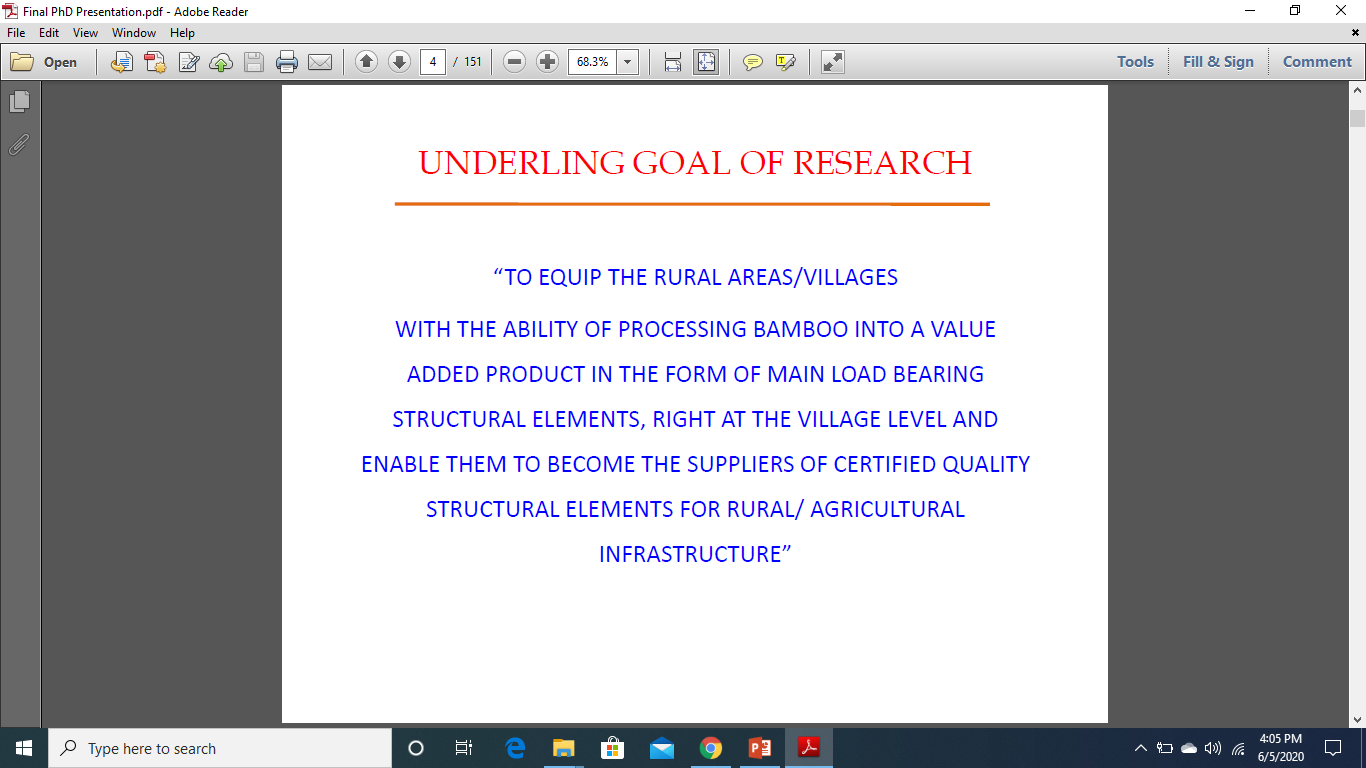 Final PhD Presentation.pdf - Adobe Reader
File Edit View Window Help
Open 4 / 151 68.3% Tools Fill & Sign Comment
UNDERLING GOAL OF RESEARCH
“TO EQUIP THE RURAL AREAS/VILLAGES
WITH THE ABILITY OF PROCESSING BAMBOO INTO A VALUE
ADDED PRODUCT IN THE FORM OF MAIN LOAD BEARING
STRUCTURAL ELEMENTS, RIGHT AT THE VILLAGE LEVEL AND
ENABLE THEM TO BECOME THE SUPPLIERS OF CERTIFIED QUALITY
STRUCTURAL ELEMENTS FOR RURAL/ AGRICULTURAL
INFRASTRUCTURE”
Type here to search
4:05 PM
6/5/2020